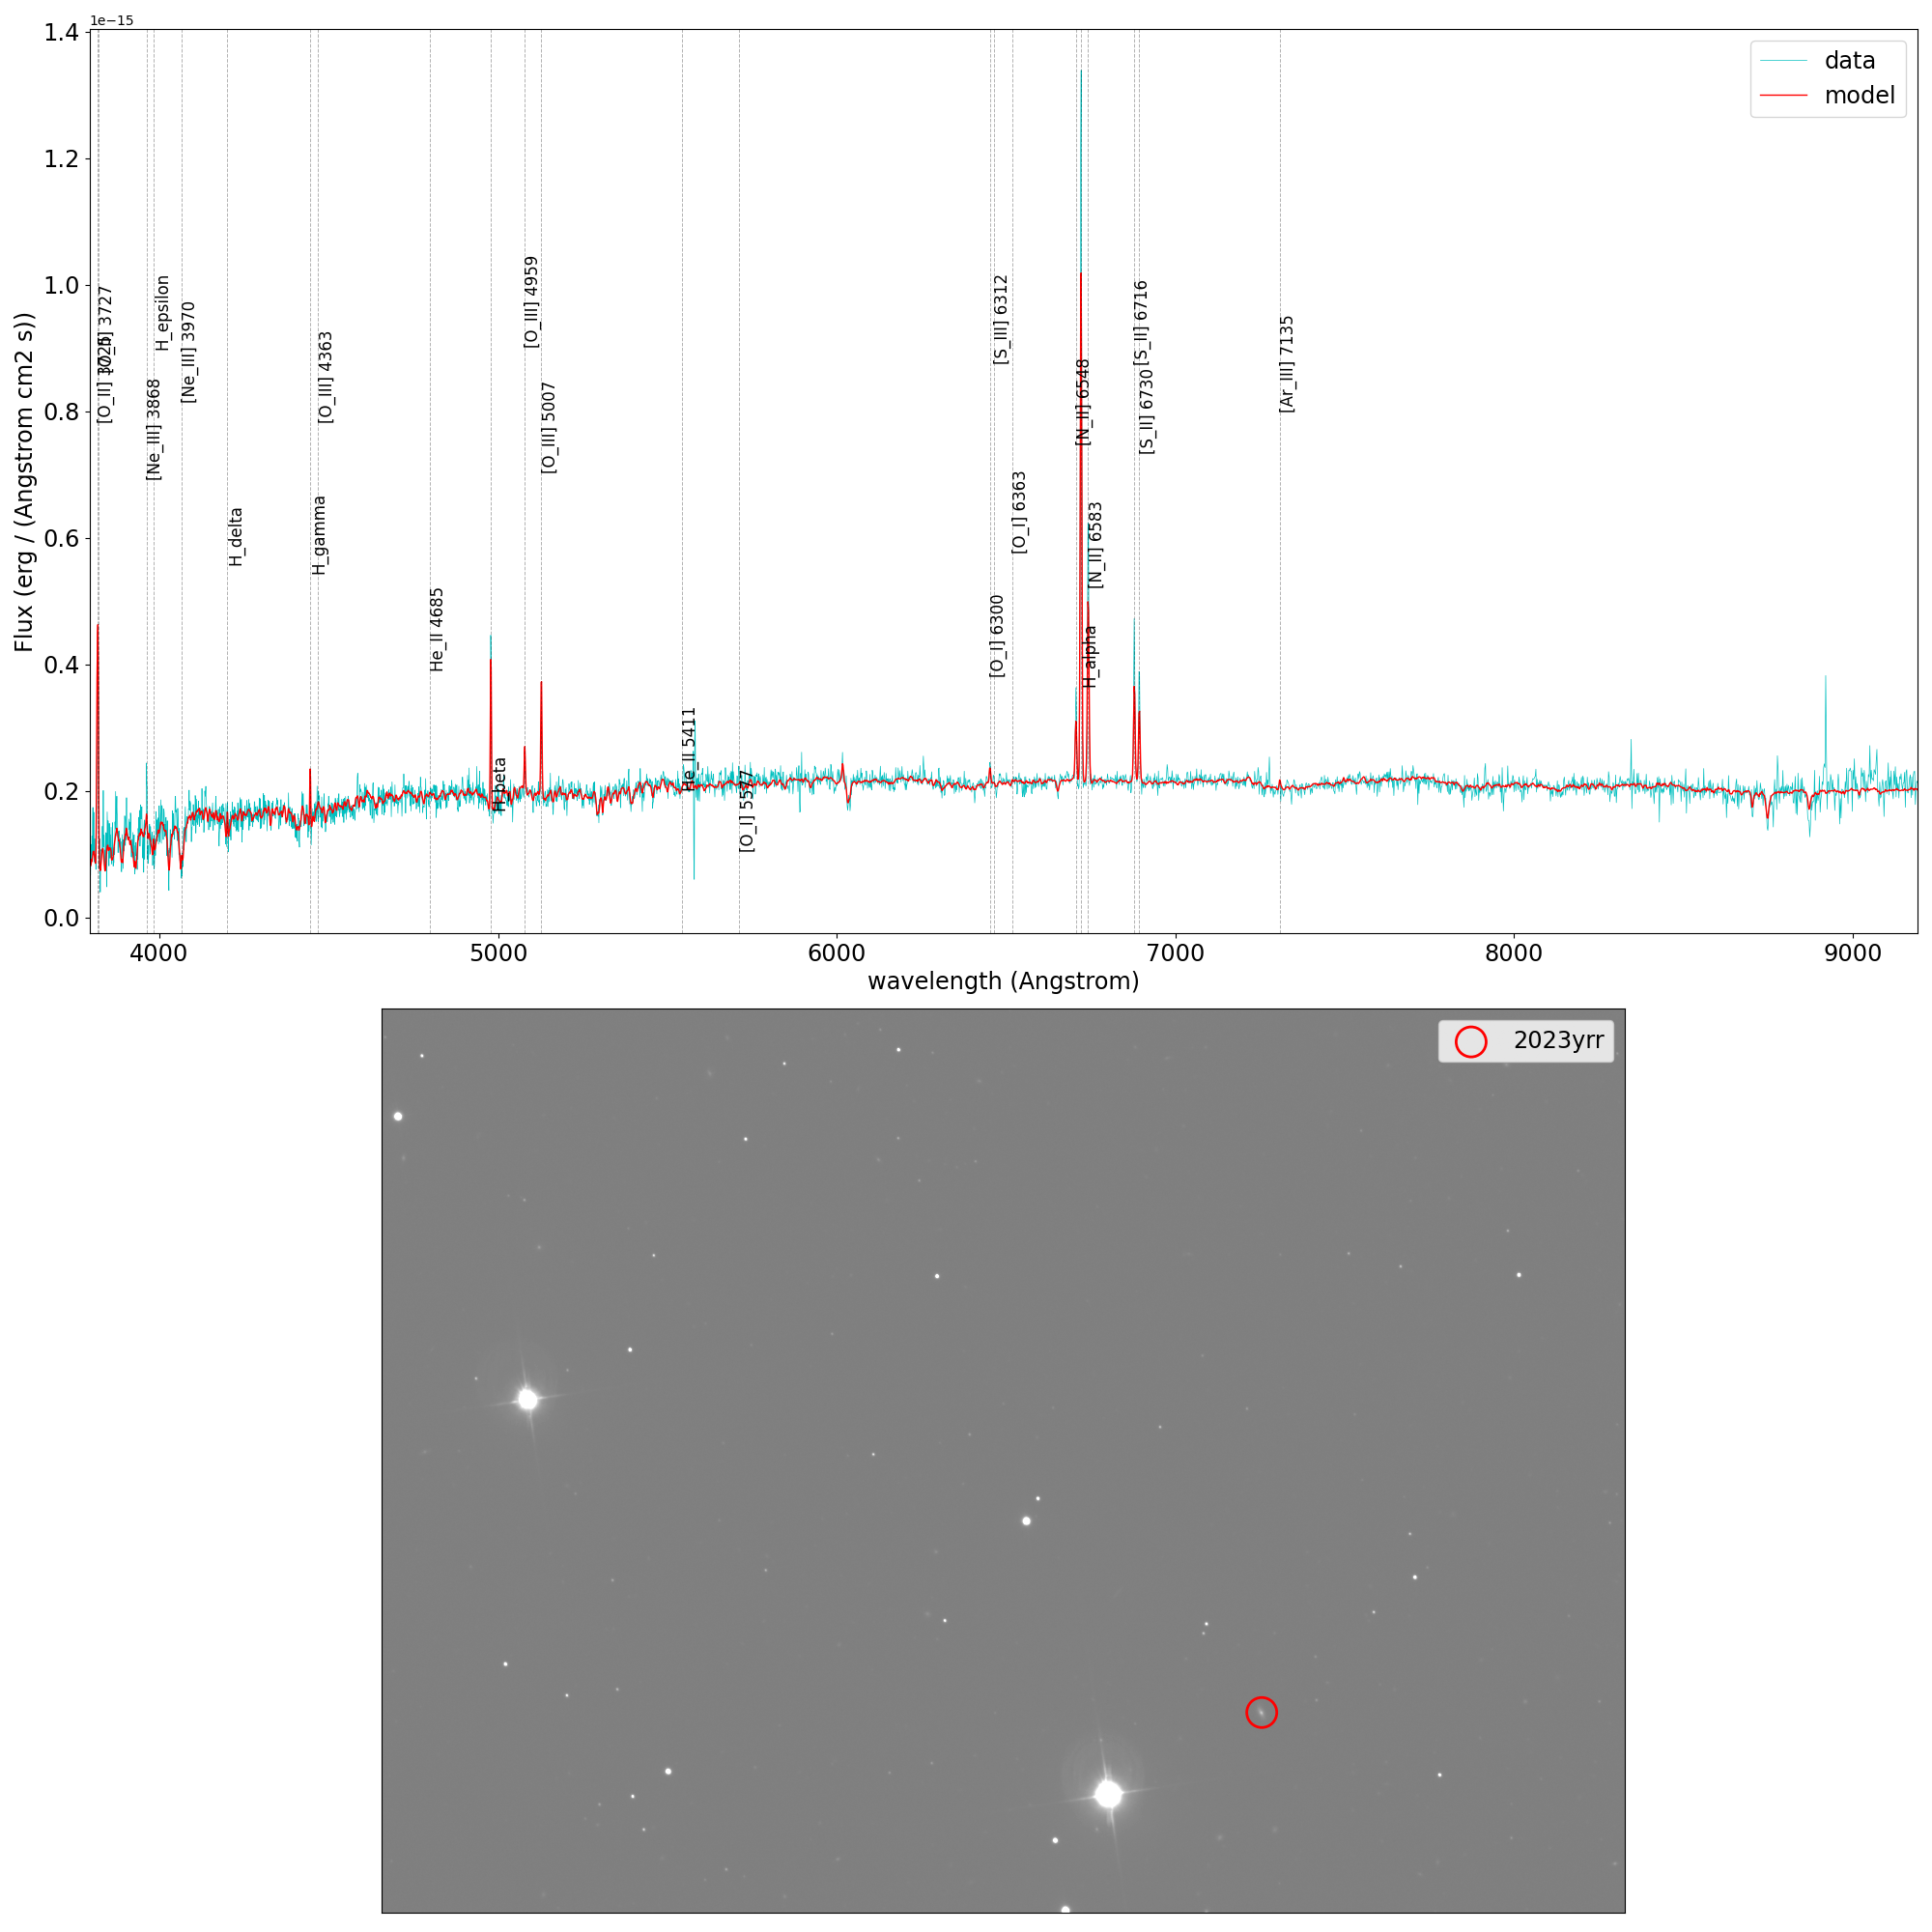 1e−15
1.4
1.2
1.0
0.8
0.6
0.4
0.2
0.0
Flux (erg / (Angstrom cm2 s))
data
model
[O_II] 3727
[Ne_III] 3868
H_epsilon
[Ne_III] 3970
H_delta
H_gamma
[O_III] 4363
He_II 4685
H_beta
[O_III] 4959
[O_III] 5007
He_II 5411
[O_I] 5577
[O_I] 6300
[S_III] 6312
[O_I] 6363
[N_II] 6548
H_alpha
[N_II] 6583
[S_II] 6716
[S_II] 6730
[Ar_III] 7135
4000 5000 6000 7000 8000 9000
wavelength (Angstrom)
2023yrr